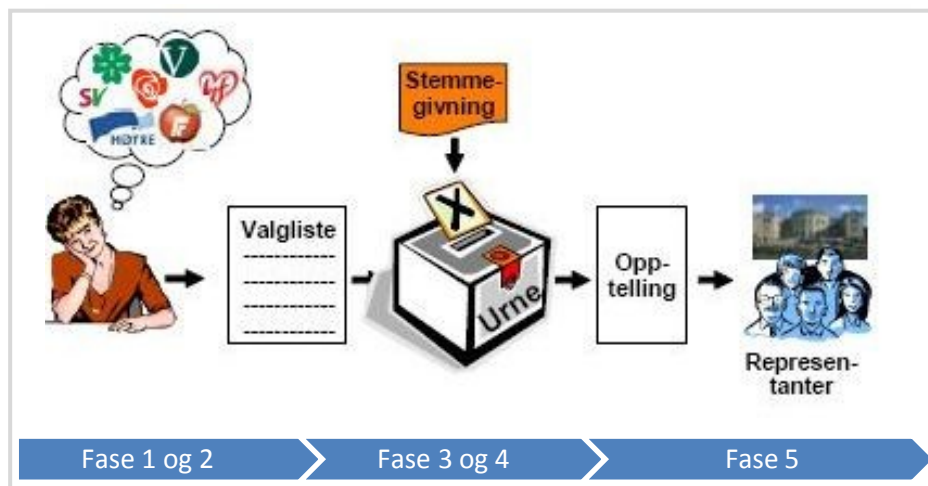 V
SV
KrF
HØYRE
F
Stemme-
givning
Valgliste
X
Urne
Opp-
telling
Represen-
tanter
Fase 1 og 2
Fase 3 og 4
Fase 5